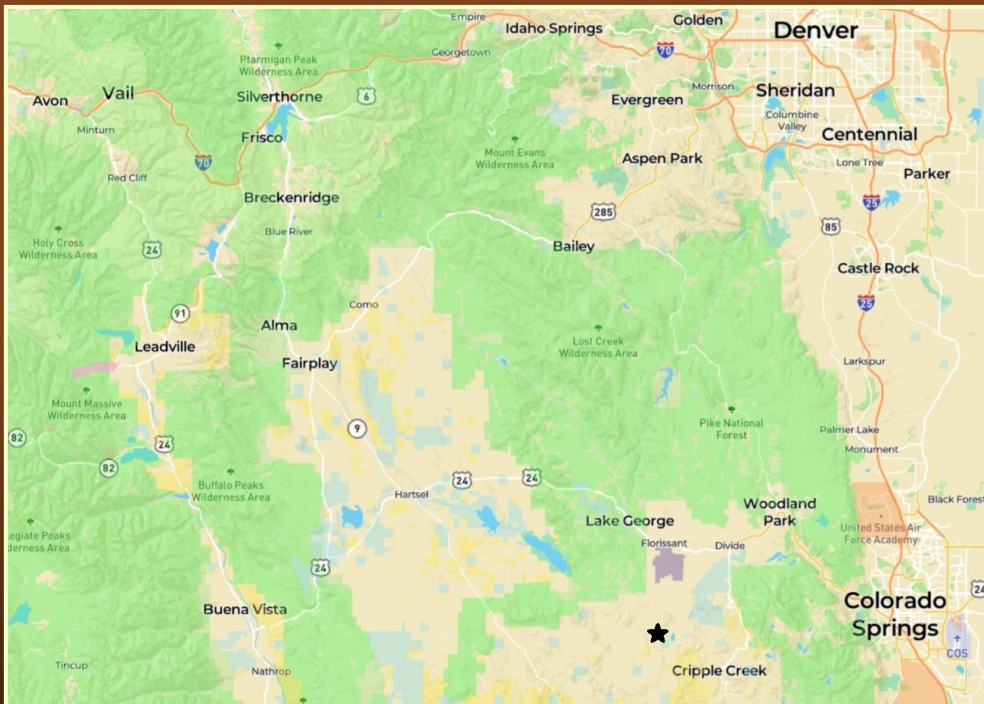 Empire
Idaho Springs
Golden
Denver
70
Georgetown
Ptarmigan Peak
Wilderness Area
Avon
Vail
Silverthorne
6
Evergreen
Morrison
Sheridan
Minturn
Frisco
Columbine
Valley
Centennial
70
Mount Evans
Wilderness Area
Aspen Park
Lone Tree
Parker
Red Cliff
Breckenridge
285
25
85
Blue River
Bailey
Holy Cross
Wilderness Area
24
Castle Rock
91
Como
25
Alma
Leadville
Fairplay
Lost Creek
Wilderness Area
Larkspur
Mount Massive
Wilderness Area
82
9
Pike National
Forest
Palmer Lake
Monument
24
82
Buffalo Peaks
Wilderness Area
24
24
Hartsel
Woodland
Park
Black Forest
Lake George
legiate Peaks
derness Area
United States Air
Force Academy
Florissant
Divide
24
24
Buena Vista
Colorado
Springs
COS
Tincup
Nathrop
Cripple Creek